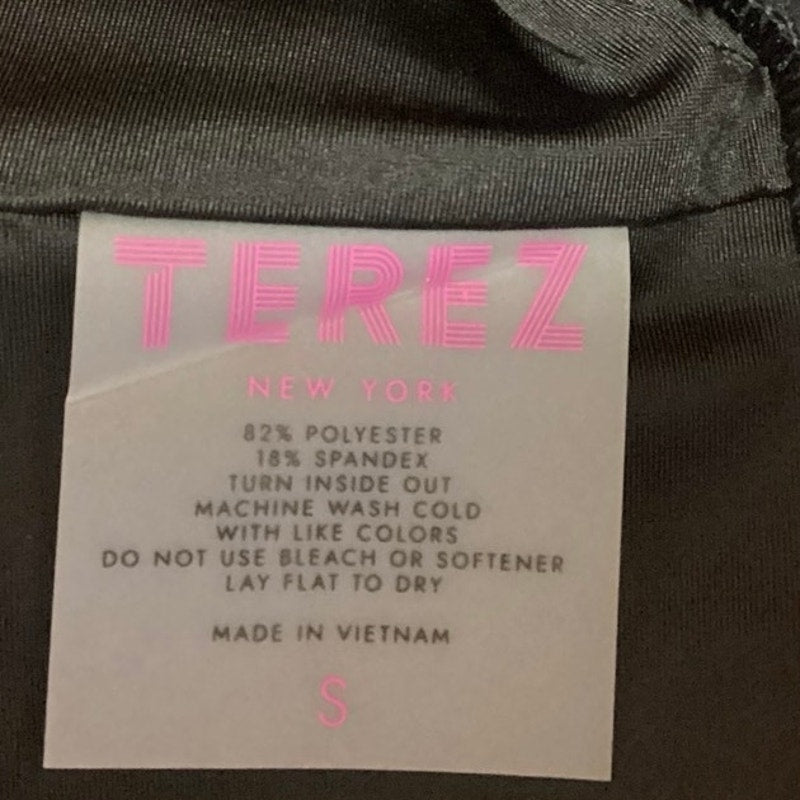 TEREZ
NEW YORK
82% POLYESTER
18% SPANDEX
TURN INSIDE OUT
MACHINE WASH COLD
WITH LIKE COLORS
DO NOT USE BLEACH OR SOFTENER
LAY FLAT TO DRY
MADE IN VIETNAM
S